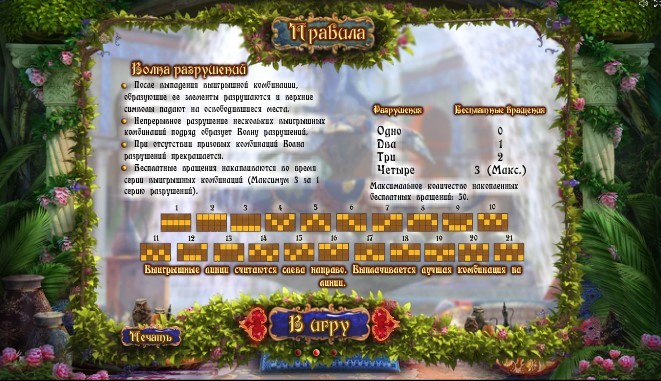 Правила
Волна разрушений
После выпадения выигрышной комбинации,
образующие ее элементы разрушаются и верхние
символы падают на освободившиеся места.
Непрерывное разрушение нескольких выигрышных
комбинаций подряд образует Волну разрушений.
При отсутствии призовых комбинаций Волна
разрушений прекращается.
Бесплатные вращения накапливаются во время
серии выигрышных комбинаций (Максимум 3 за 1
серию разрушений).
Разрушения Бесплатные Вращения
Одно 0
Два 1
Три 2
Четыре 3 (Макс.)
Максимальное количество накопленных
бесплатных вращений: 50.
1 2 3 4 5 6 7 8 9 10
11 12 13 14 15 16 17 18 19 20 21
Выигрышные линии считаются слева направо. Выплачивается лучшая комбинация на
линии.
Печать
В игру